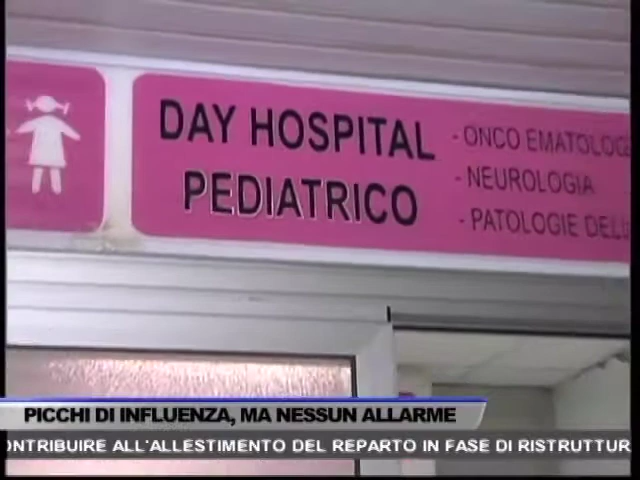 DAY HOSPITAL
PEDIATRICO
- ONCO EMATOLOGI
- NEUROLOGIA
- PATOLOGIE DEL
PICCHI DI INFLUENZA, MA NESSUN ALLARME
ONTRIBUIRE ALL'ALLESTIMENTO DEL REPARTO IN FASE DI RISTRUTTUR